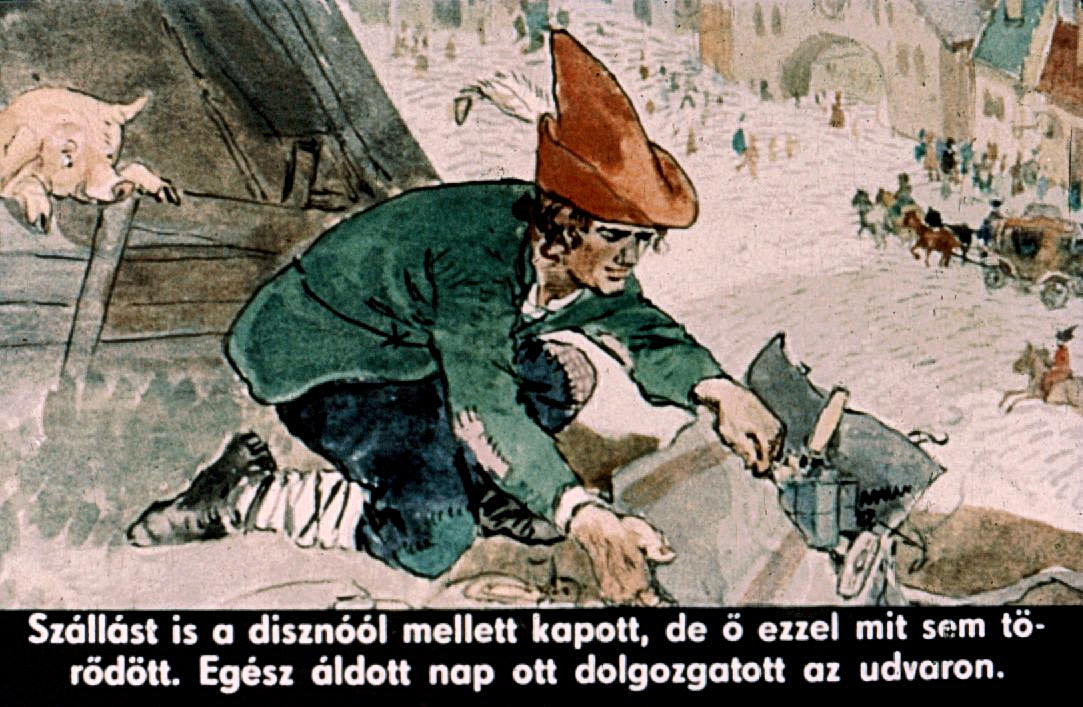 Szállást is a disznóól mellett kapott, de ő ezzel mit sem tö-
rődött. Egész áldott nap ott dolgozgatott az udvaron.